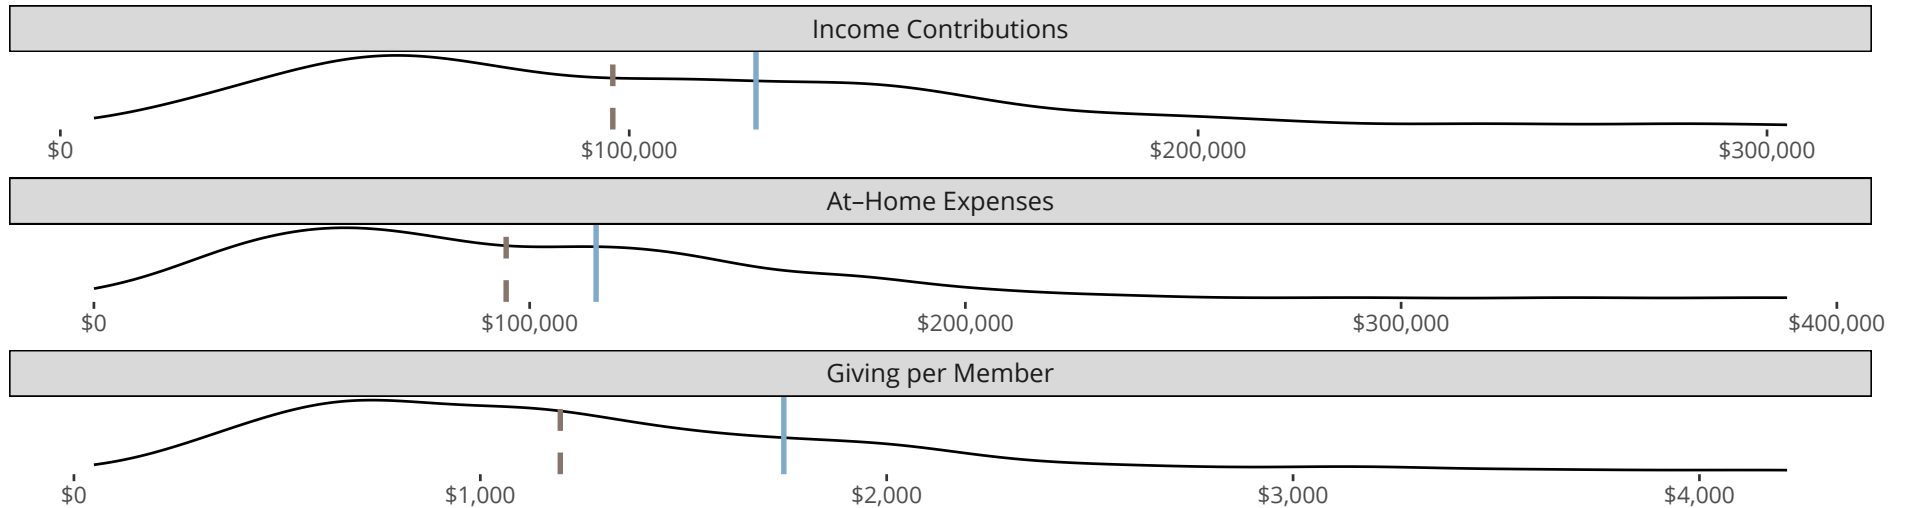 Income Contributions
$0 $100,000 $200,000 $300,000
At–Home Expenses
$0 $100,000 $200,000 $300,000 $400,000
Giving per Member
$0 $1,000 $2,000 $3,000 $4,000